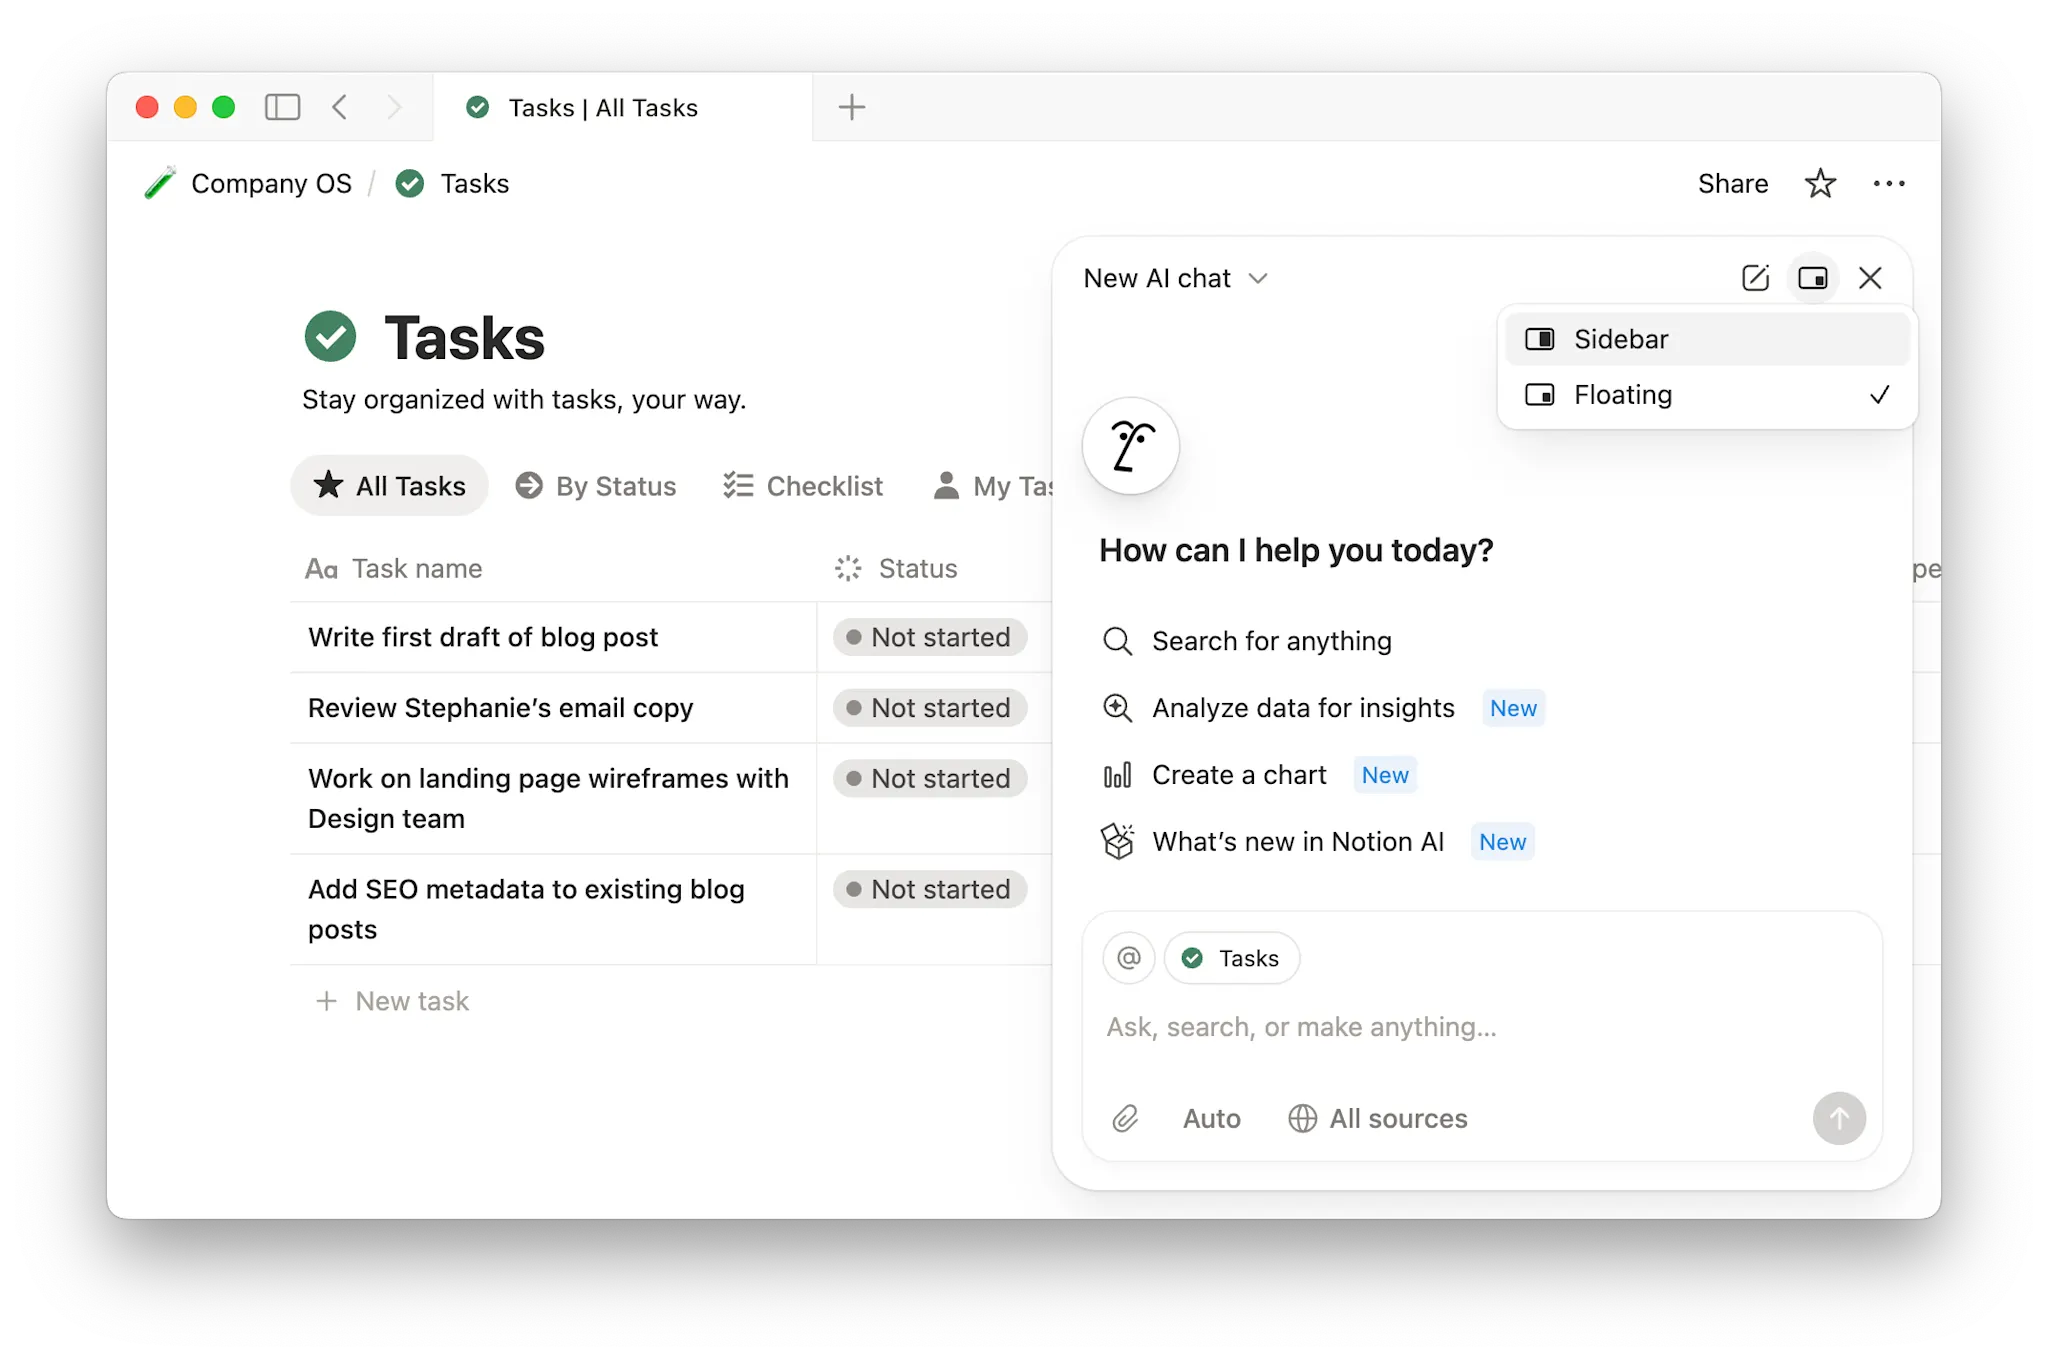 Tasks | All Tasks
Company OS / Tasks
Share
New AI chat
Sidebar
Floating
Tasks
Stay organized with tasks, your way.
All Tasks
By Status
Checklist
My Tas
Aa Task name
Status
pe
Write first draft of blog post
Not started
Review Stephanie’s email copy
Not started
Work on landing page wireframes with
Design team
Not started
Add SEO metadata to existing blog
posts
Not started
New task
How can I help you today?
Search for anything
Analyze data for insights New
Create a chart New
What’s new in Notion AI New
@ Tasks
Ask, search, or make anything...
Auto
All sources